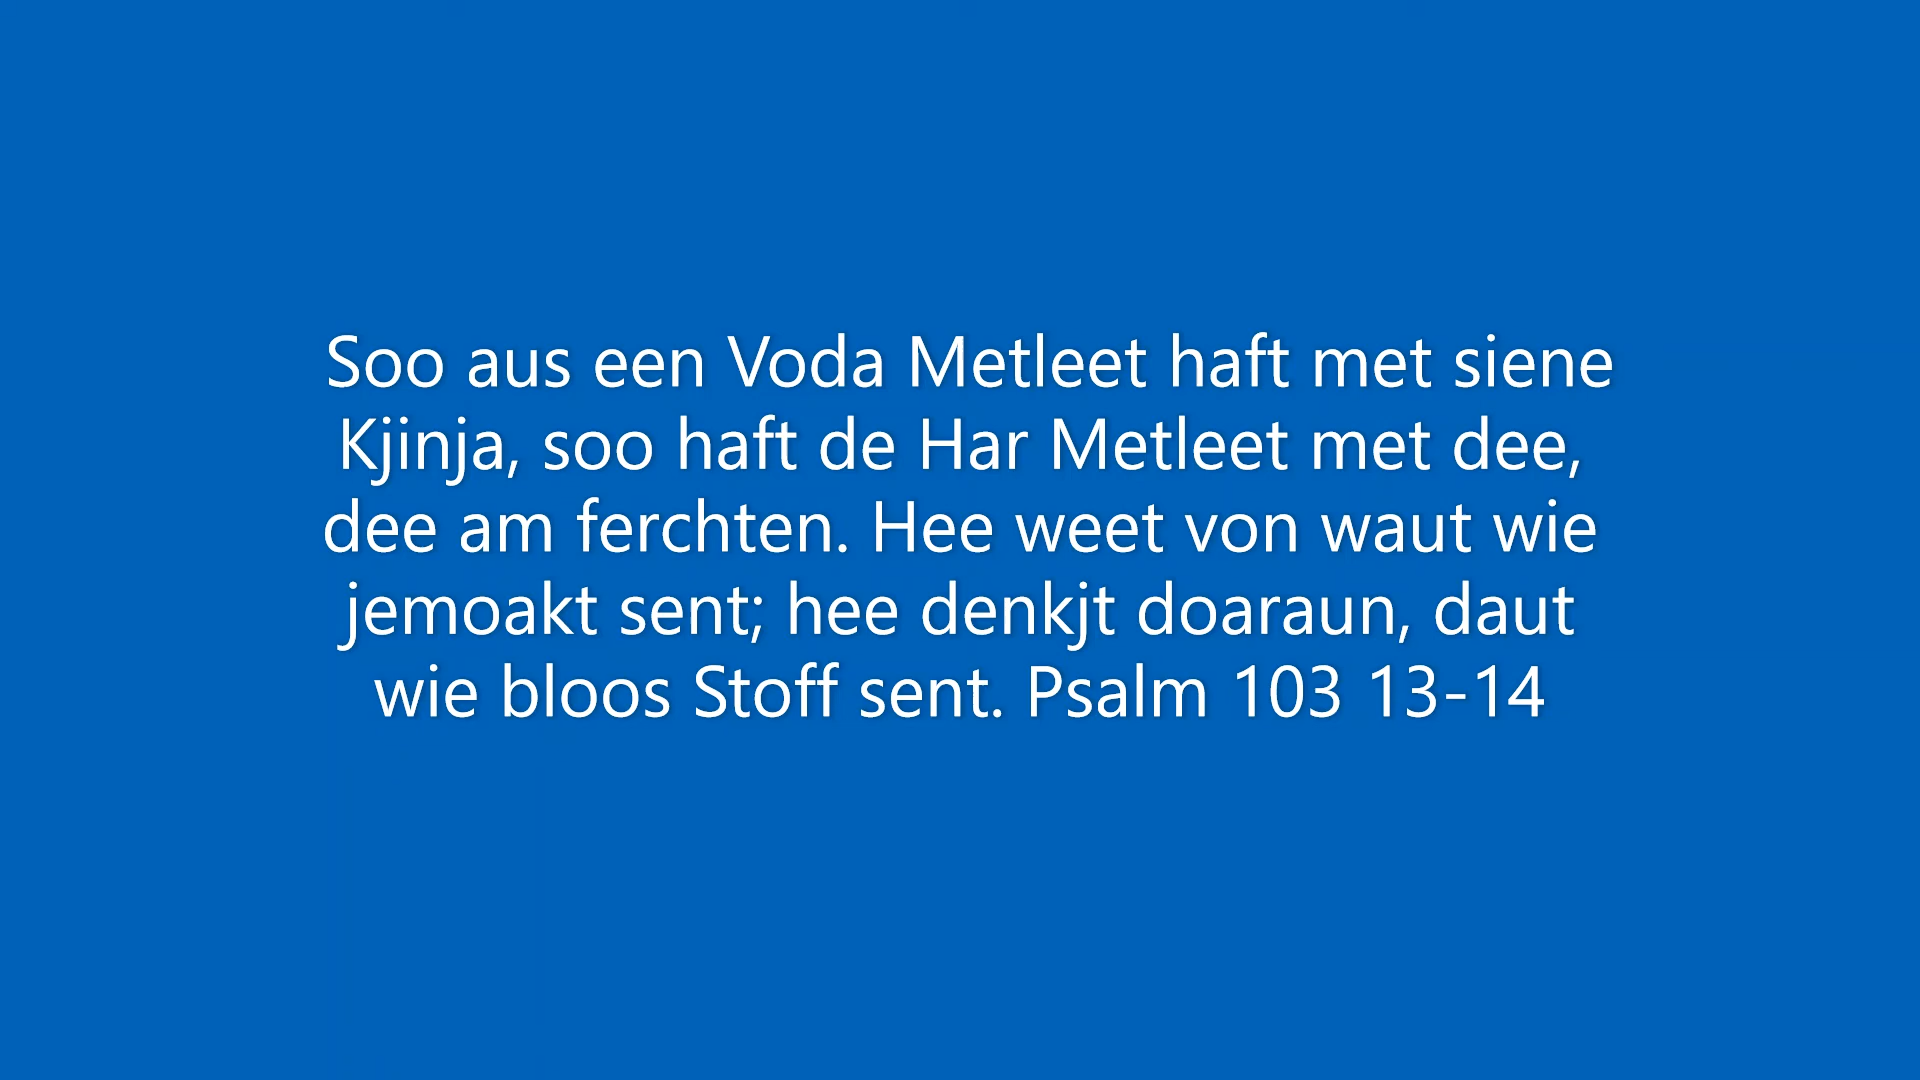 Soo aus een Voda Metleet haft met siene
Kjinja, soo haft de Har Metleet met dee,
dee am ferchten. Hee weet von waut wie
jemoakt sent; hee denkjt doaraun, daut
wie bloos Stoff sent. Psalm 103 13-14